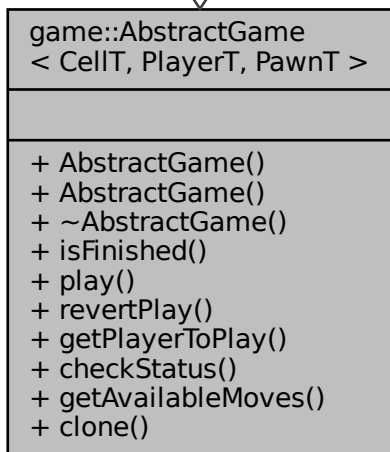 game::AbstractGame
< CellT, PlayerT, PawnT >
+ AbstractGame()
+ AbstractGame()
+ ~AbstractGame()
+ isFinished()
+ play()
+ revertPlay()
+ getPlayerToPlay()
+ checkStatus()
+ getAvailableMoves()
+ clone()